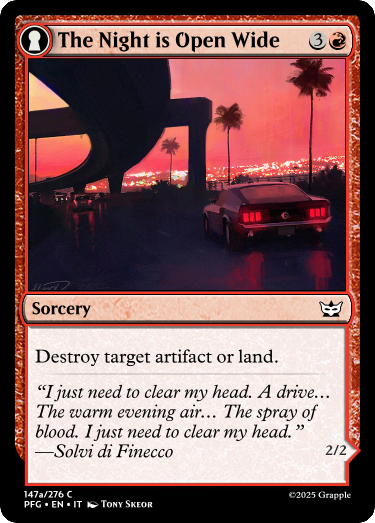 The Night is Open Wide 3
Sorcery
Destroy target artifact or land.
“I just need to clear my head. A drive…
The warm evening air… The spray of
blood. I just need to clear my head.”
—Solvi di Finecco
2/2
147a/276 C
PFG • EN • IT Tony Skeor
©2025 Grapple